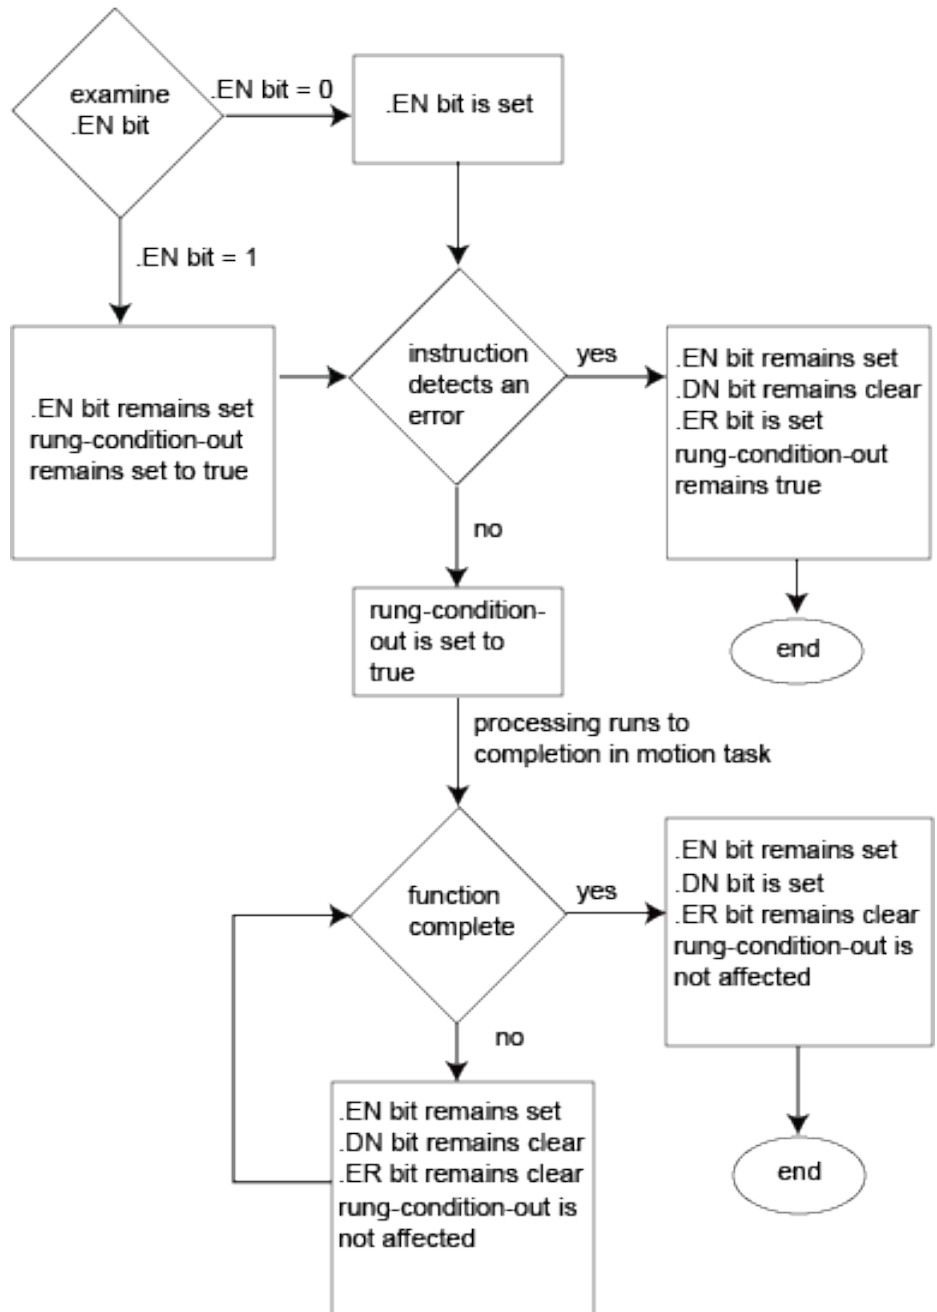 examine
.EN bit
.EN bit = 0
.EN bit is set
.EN bit = 1
.EN bit remains set
rung-condition-out
remains set to true
instruction
detects an
error
yes
.EN bit remains set
.DN bit remains clear
.ER bit is set
rung-condition-out
remains true
no
end
rung-condition-
out is set to
true
processing runs to
completion in motion task
function
complete
yes
.EN bit remains set
.DN bit is set
.ER bit remains clear
rung-condition-out is
not affected
no
.EN bit remains set
.DN bit remains clear
.ER bit remains clear
rung-condition-out is
not affected
end